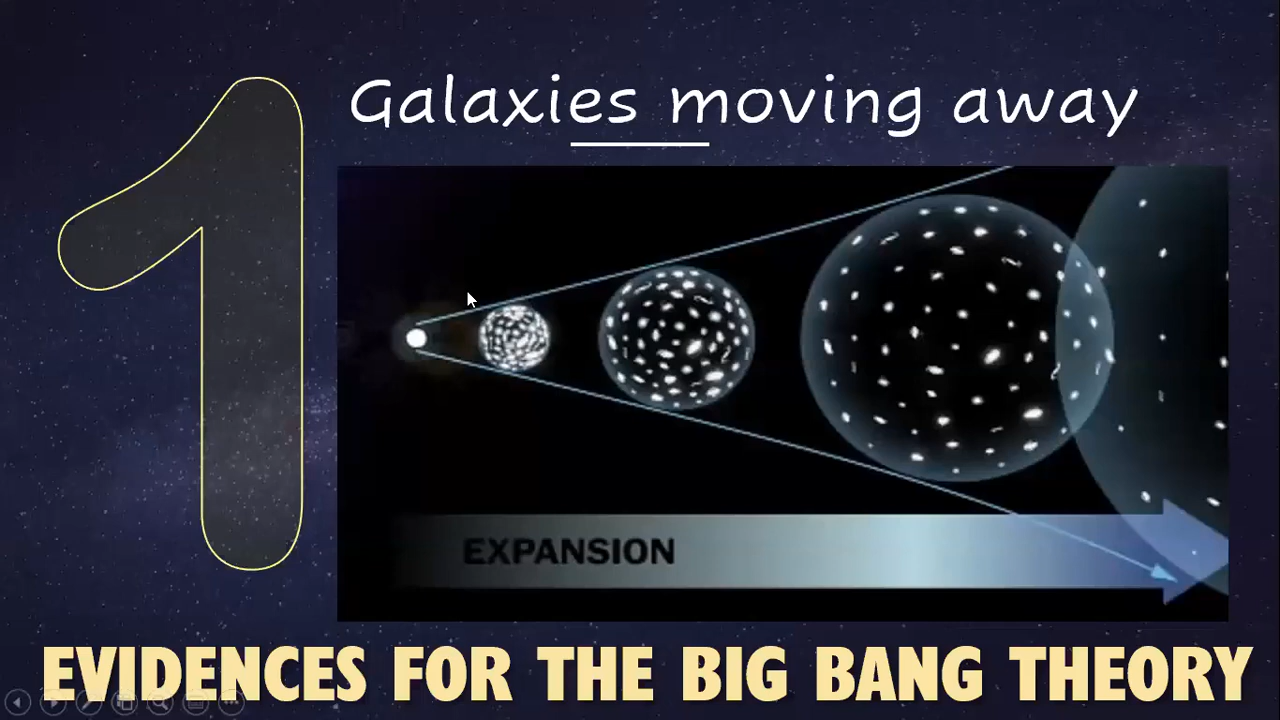 1
Galaxies moving away
EXPANSION
EVIDENCES FOR THE BIG BANG THEORY